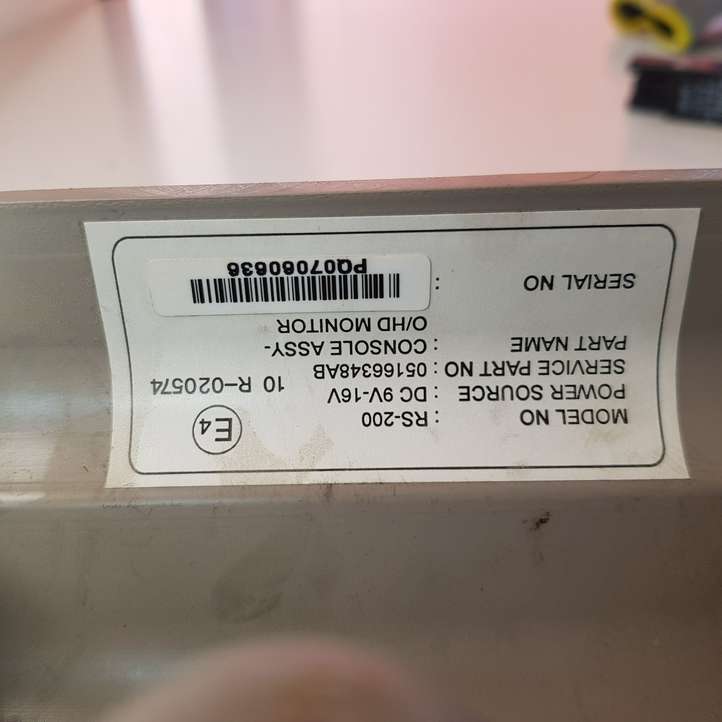 MODEL NO : RS-200
POWER SOURCE : DC 9V-16V
SERVICE PART NO : 05166348AB
PART NAME : CONSOLE ASSY-
O/HD MONITOR
SERIAL NO :
PQ07060636
E4
10 R-020574